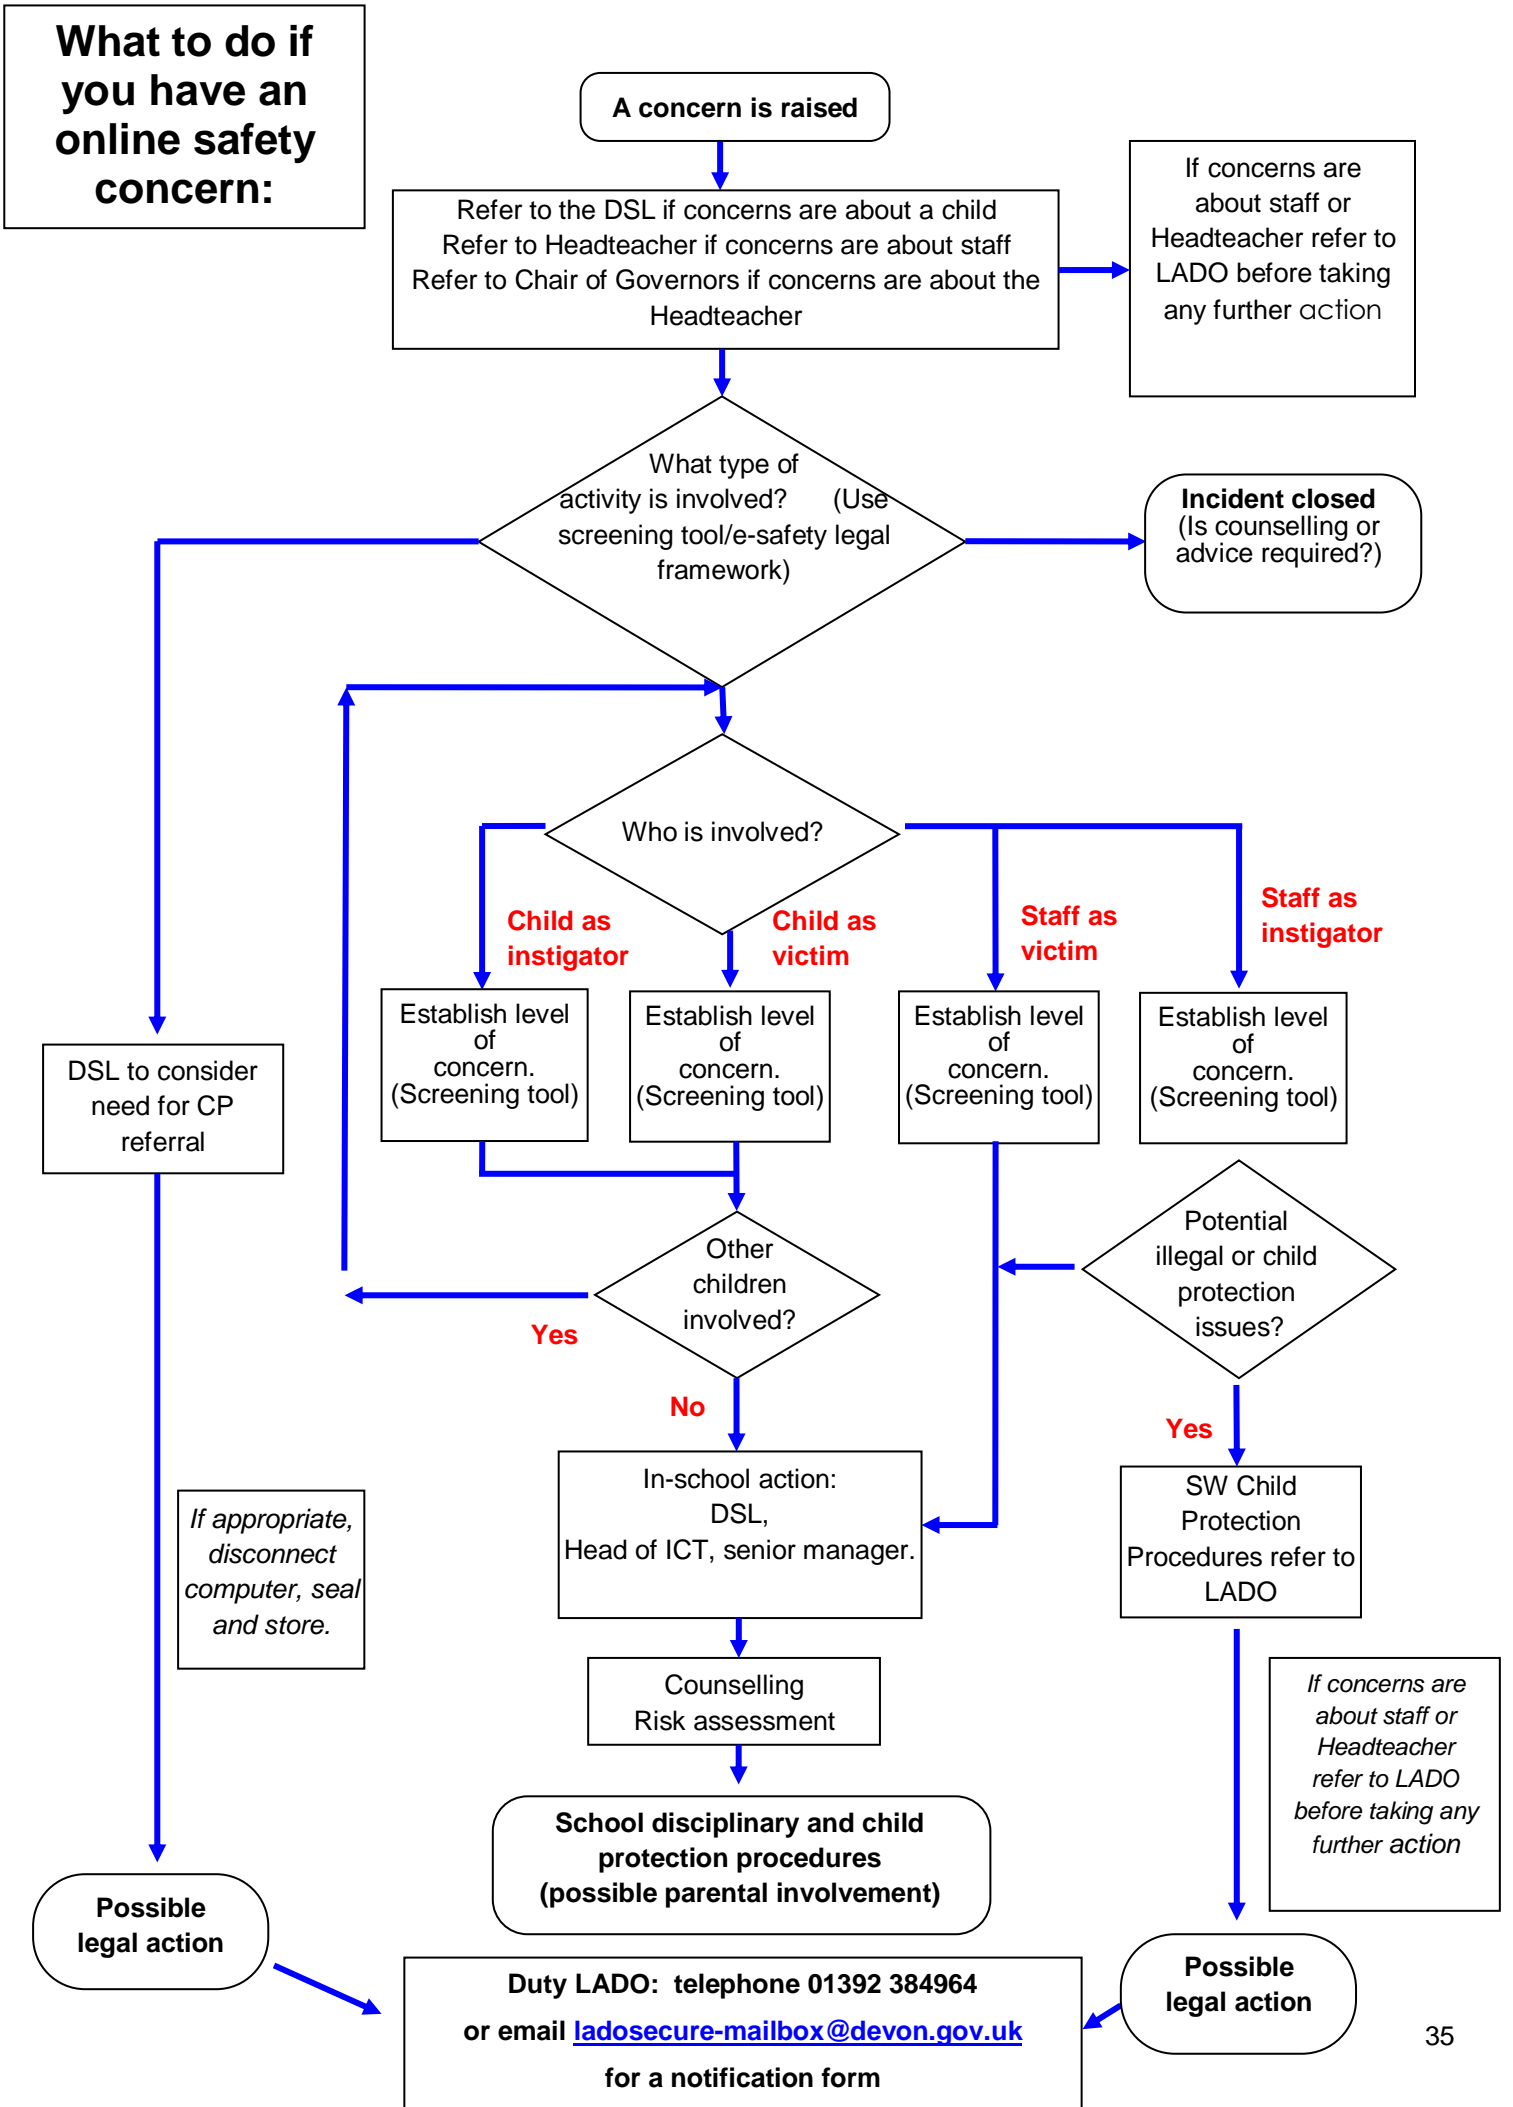 What to do if
you have an
online safety
concern:
A concern is raised
Refer to the DSL if concerns are about a child
Refer to Headteacher if concerns are about staff
Refer to Chair of Governors if concerns are about the
Headteacher
If concerns are
about staff or
Headteacher refer to
LADO before taking
any further action
What type of
activity is involved? (Use
screening tool/e-safety legal
framework)
Incident closed
(Is counselling or
advice required?)
Who is involved?
Child as
instigator
Child as
victim
Staff as
victim
Staff as
instigator
Establish level
of
concern.
(Screening tool)
Establish level
of
concern.
(Screening tool)
Establish level
of
concern.
(Screening tool)
Establish level
of
concern.
(Screening tool)
DSL to consider
need for CP
referral
Other
children
involved?
Potential
illegal or child
protection
issues?
Yes
No
Yes
In-school action:
DSL,
Head of ICT, senior manager.
SW Child
Protection
Procedures refer to
LADO
If appropriate,
disconnect
computer, seal
and store.
Counselling
Risk assessment
If concerns are
about staff or
Headteacher
refer to LADO
before taking any
further action
School disciplinary and child
protection procedures
(possible parental involvement)
Possible
legal action
Possible
legal action
Duty LADO: telephone 01392 384964
or email ladosecure-mailbox@devon.gov.uk
for a notification form
35